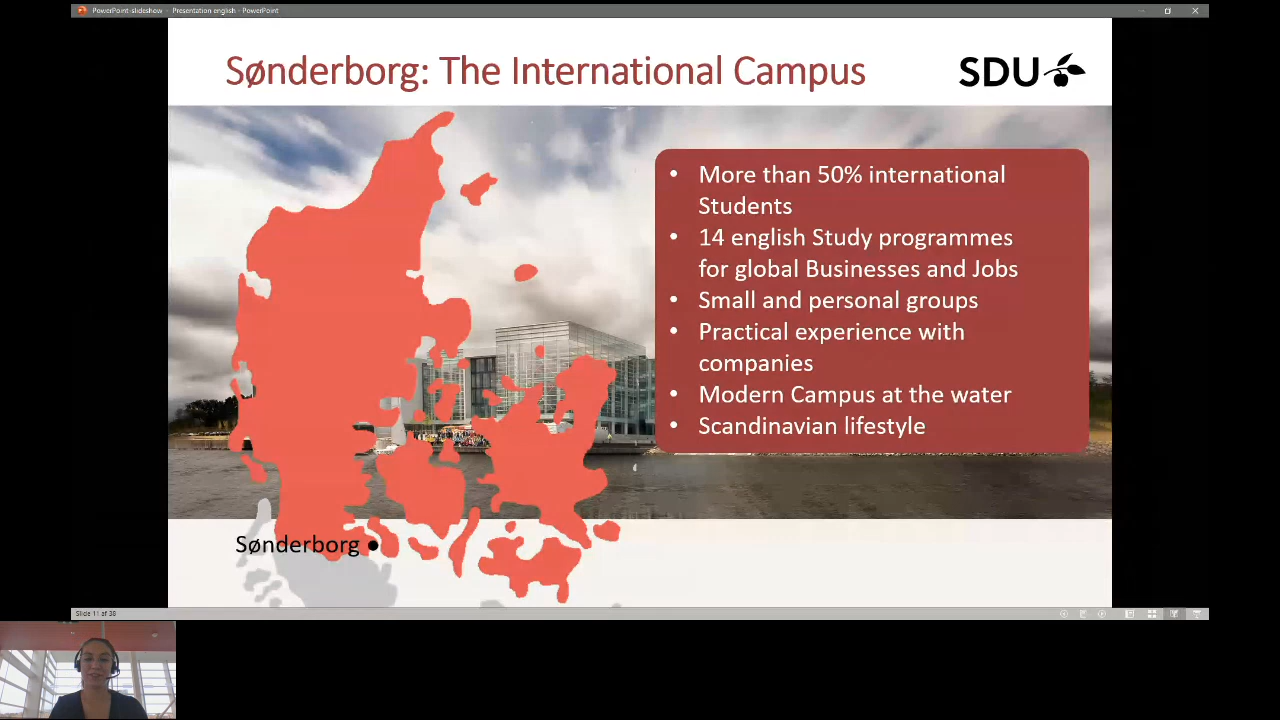 PowerPoint-slideshow - Presentation english - PowerPoint
Sønderborg: The International Campus
SDU
• More than 50% international
Students
• 14 english Study programmes
for global Businesses and Jobs
• Small and personal groups
• Practical experience with
companies
• Modern Campus at the water
• Scandinavian lifestyle
Sønderborg
Slide 11 af 38